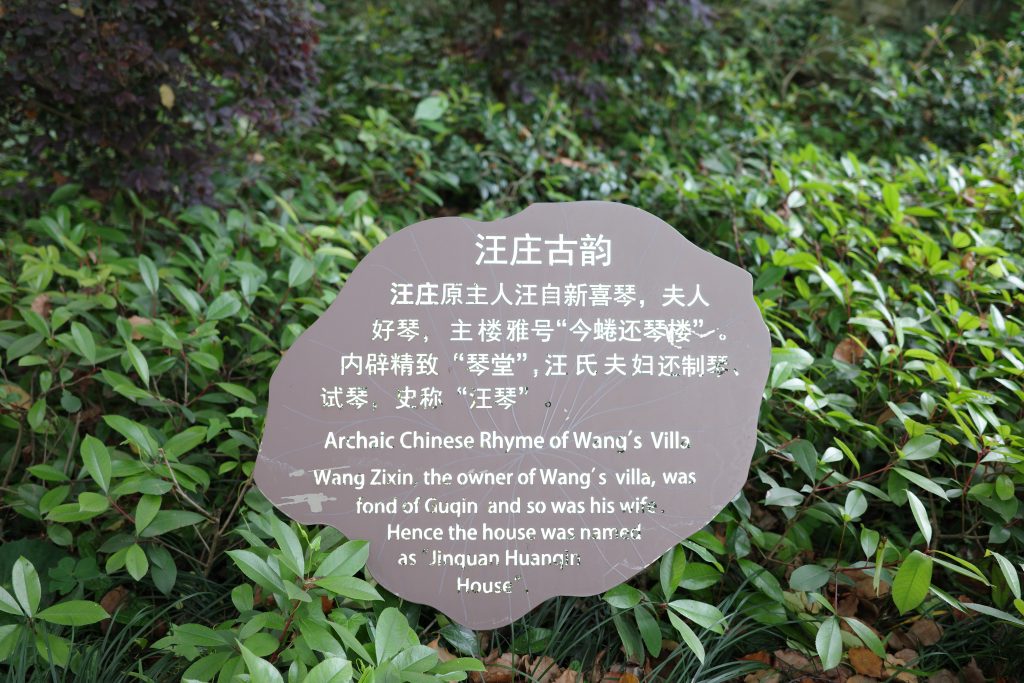 汪庄古韵
汪庄原主人汪自新喜琴，夫人
好琴，主楼雅号“今蜷还琴楼”。
内辟精致“琴堂”,汪氏夫妇还制琴、
试琴，史称“汪琴”。
Archaic Chinese Rhyme of Wang's Villa
Wang Zixin, the owner of Wang's villa, was
fond of Guqin and so was his wife.
Hence the house was named
as "Jinquan Huanqin
House"